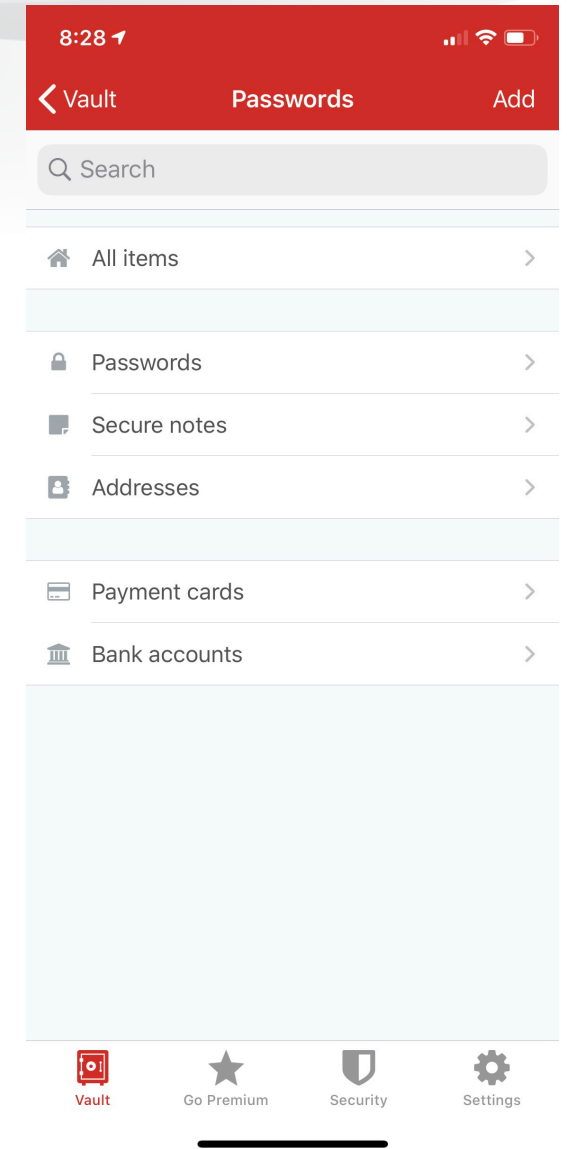 8:28
Vault Passwords Add
Search
All items
Passwords
Secure notes
Addresses
Payment cards
Bank accounts
Vault Go Premium Security Settings